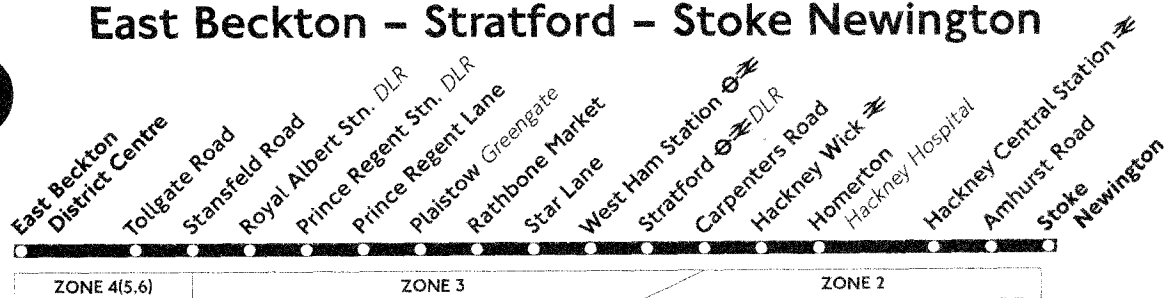 East Beckton – Stratford – Stoke Newington
East Beckton
District Centre
Tollgate Road
Stansfeld Road
Royal Albert Stn. DLR
Prince Regent Stn. DLR
Prince Regent Lane
Plaistow Greengate
Rathbone Market
Star Lane
West Ham Station
Stratford DLR
Carpenters Road
Hackney Wick
Homerton
Hackney Hospital
Hackney Central Station
Amhurst Road
Stoke
Newington
ZONE 4(5,6)
ZONE 3
ZONE 2